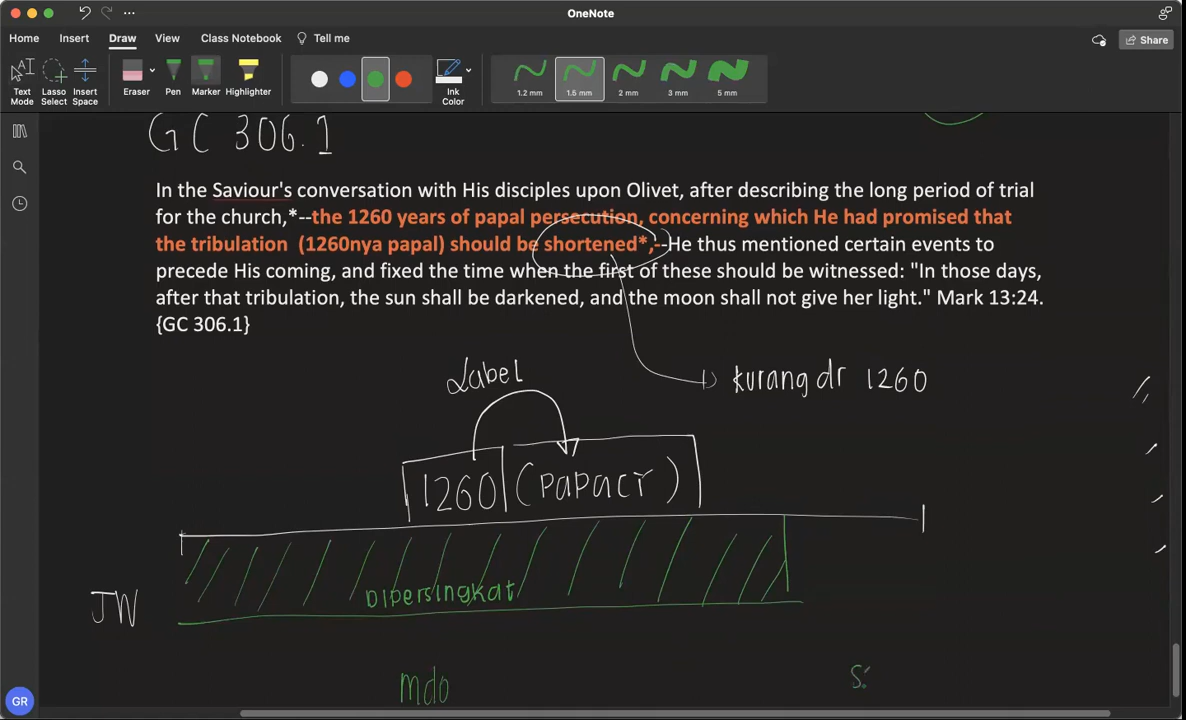 OneNote
Home Insert Draw View Class Notebook Tell me
Share
Text Mode
Lasso Select
Insert Space
Eraser
Pen
Marker
Highlighter
Ink Color
1.2 mm
1.6 mm
2 mm
3 mm
5 mm
GC 306.1
In the Saviour's conversation with His disciples upon Olivet, after describing the long period of trial
for the church,*--the 1260 years of papal persecution, concerning which He had promised that
the tribulation (1260nya papal) should be shortened*,--He thus mentioned certain events to
precede His coming, and fixed the time when the first of these should be witnessed: "In those days,
after that tribulation, the sun shall be darkened, and the moon shall not give her light." Mark 13:24.
{GC 306.1}
Label
kurang dr 1260
1260 (PAPACY)
Dipersingkat
JW
mdo
GR